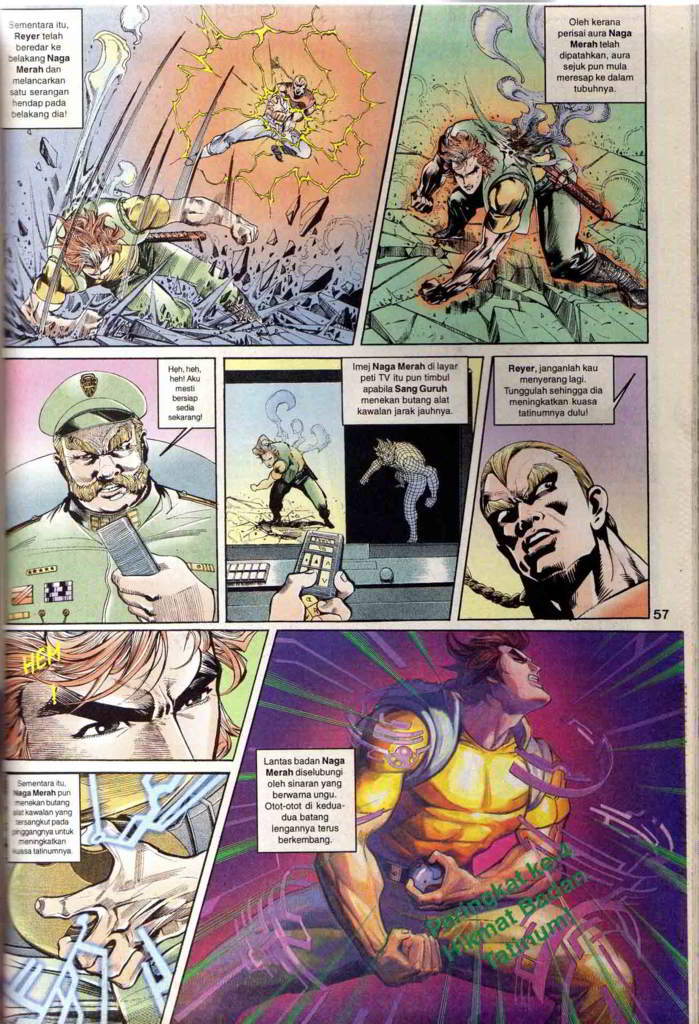 Sementara itu,
Reyer telah
beredar ke
belakang Naga
Merah dan
melancarkan
satu serangan
hendap pada
belakang dia!
Oleh kerana
perisai aura Naga
Merah telah
dipatahkan, aura
sejuk pun mula
meresap ke dalam
tubuhnya.
Heh, heh,
heh! Aku
mesti
bersiap
sedia
sekarang!
Imej Naga Merah di layar
peti TV itu pun timbul
apabila Sang Guruh
menekan butang alat
kawalan jarak jauhnya.
Reyer, janganlah kau
menyerang lagi.
Tunggulah sehingga dia
meningkatkan kuasa
tatinumnya dulu!
57
HEM
!
Sementara itu,
Naga Merah pun
menekan butang
alat kawalan yang
tersangkut pada
pinggangnya untuk
meningkatkan
kuasa tatinumnya.
Lantas badan Naga
Merah diselubungi
oleh sinaran yang
berwarna ungu.
Otot-otot di kedua-
dua batang
lengannya terus
berkembang.
Peringkat ke
Hikmat Badan
Tatinum!